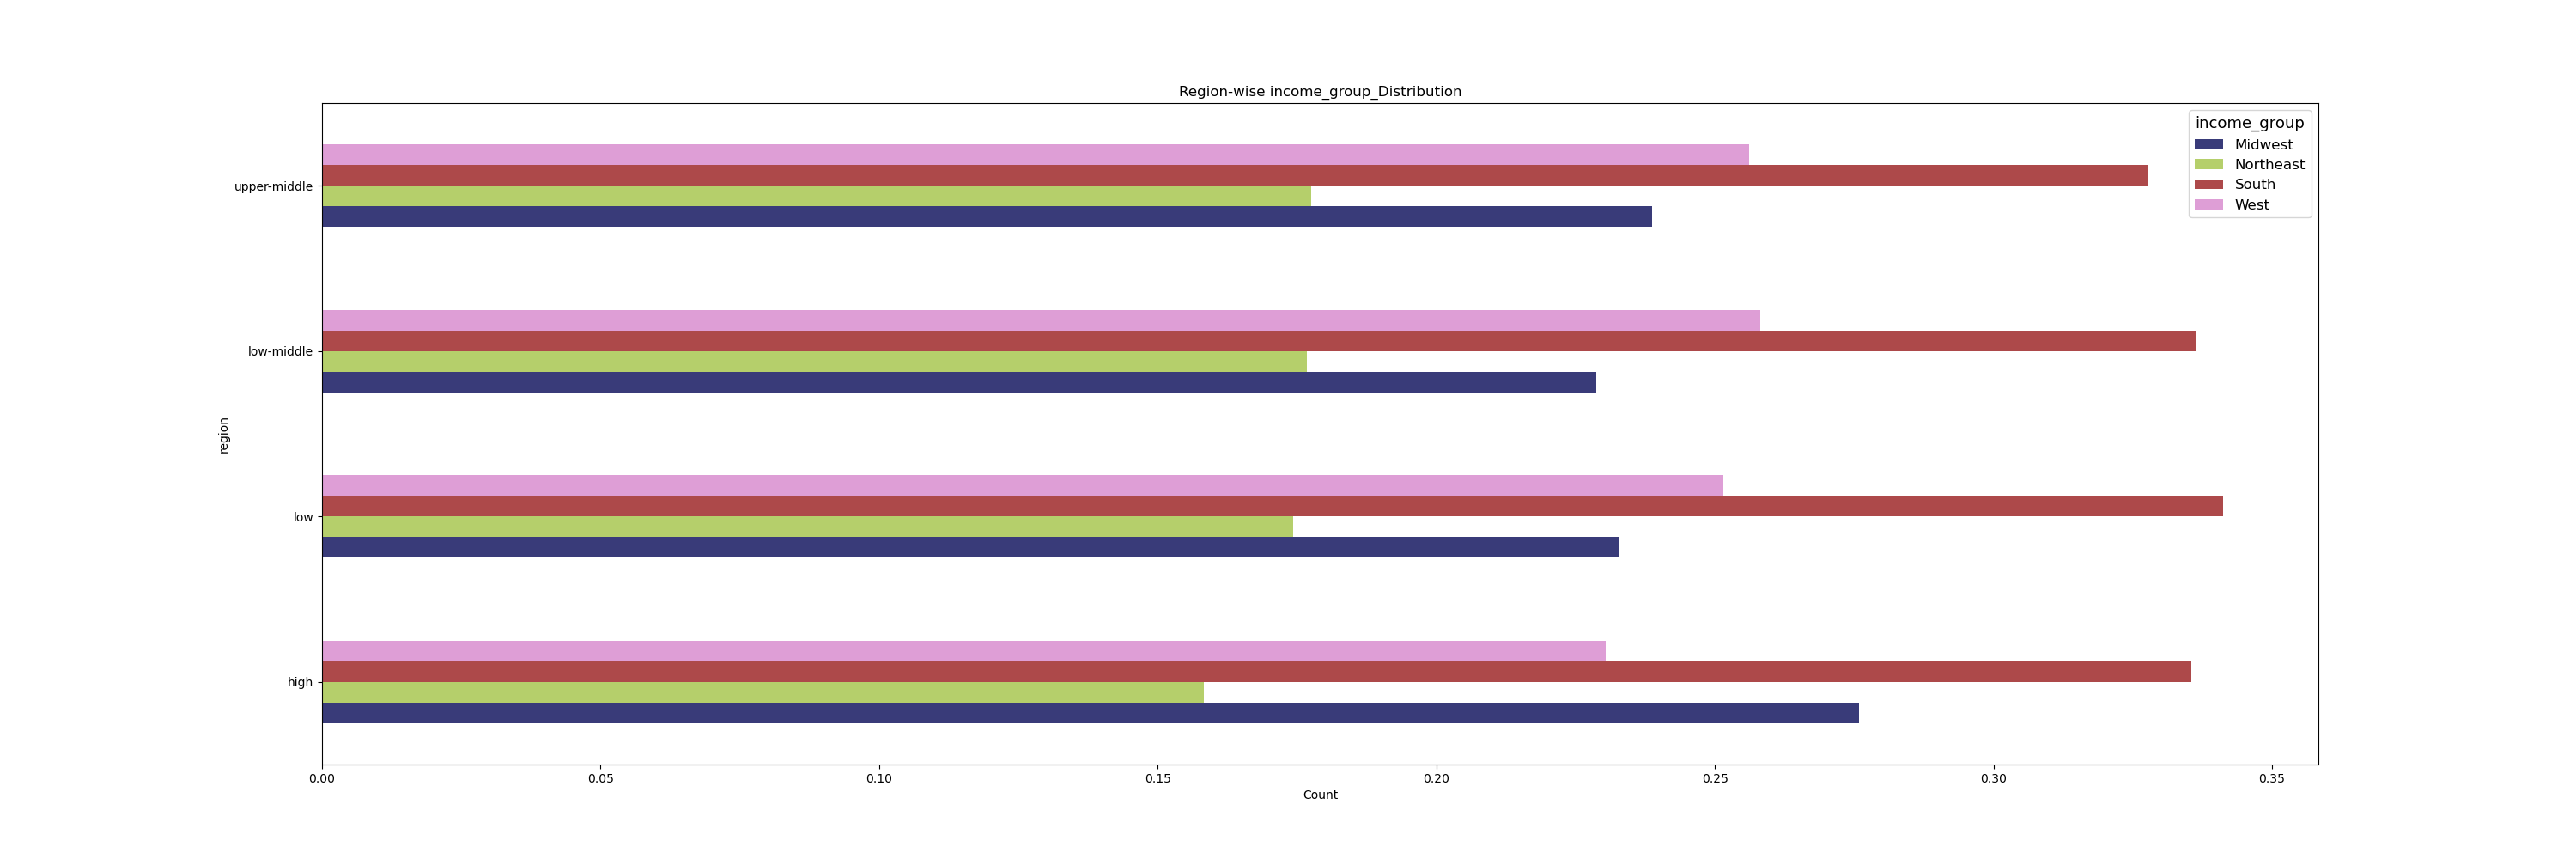 Region-wise income_group_Distribution
income_group
Midwest
Northeast
South
West
upper-middle
low-middle
low
high
region
0.00 0.05 0.10 0.15 0.20 0.25 0.30 0.35
Count